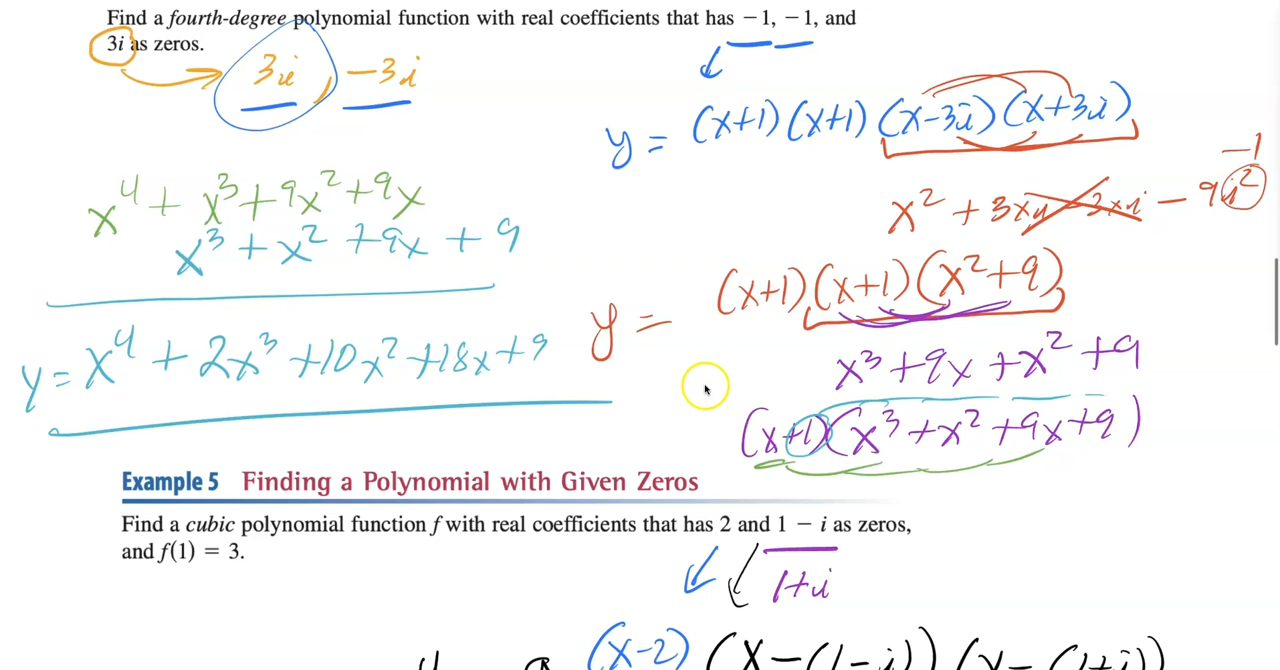 Find a fourth-degree polynomial function with real coefficients that has −1, −1, and
3i as zeros.
3i, −3i
y = (x+1)(x+1)(x−3i)(x+3i)
−1
x² + 3xi − 3xi − 9i²
x⁴ + x³ + 9x² + 9x
x³ + x² + 9x + 9
y = x⁴ + 2x³ + 10x² + 18x + 9
y = (x+1)(x+1)(x²+9)
x³ + 9x + x² + 9
(x+1)(x³ + x² + 9x + 9)
Example 5 Finding a Polynomial with Given Zeros
Find a cubic polynomial function f with real coefficients that has 2 and 1 − i as zeros,
and f(1) = 3.
1+i
(x−2) (x−(1−i)) (x−(1+i))